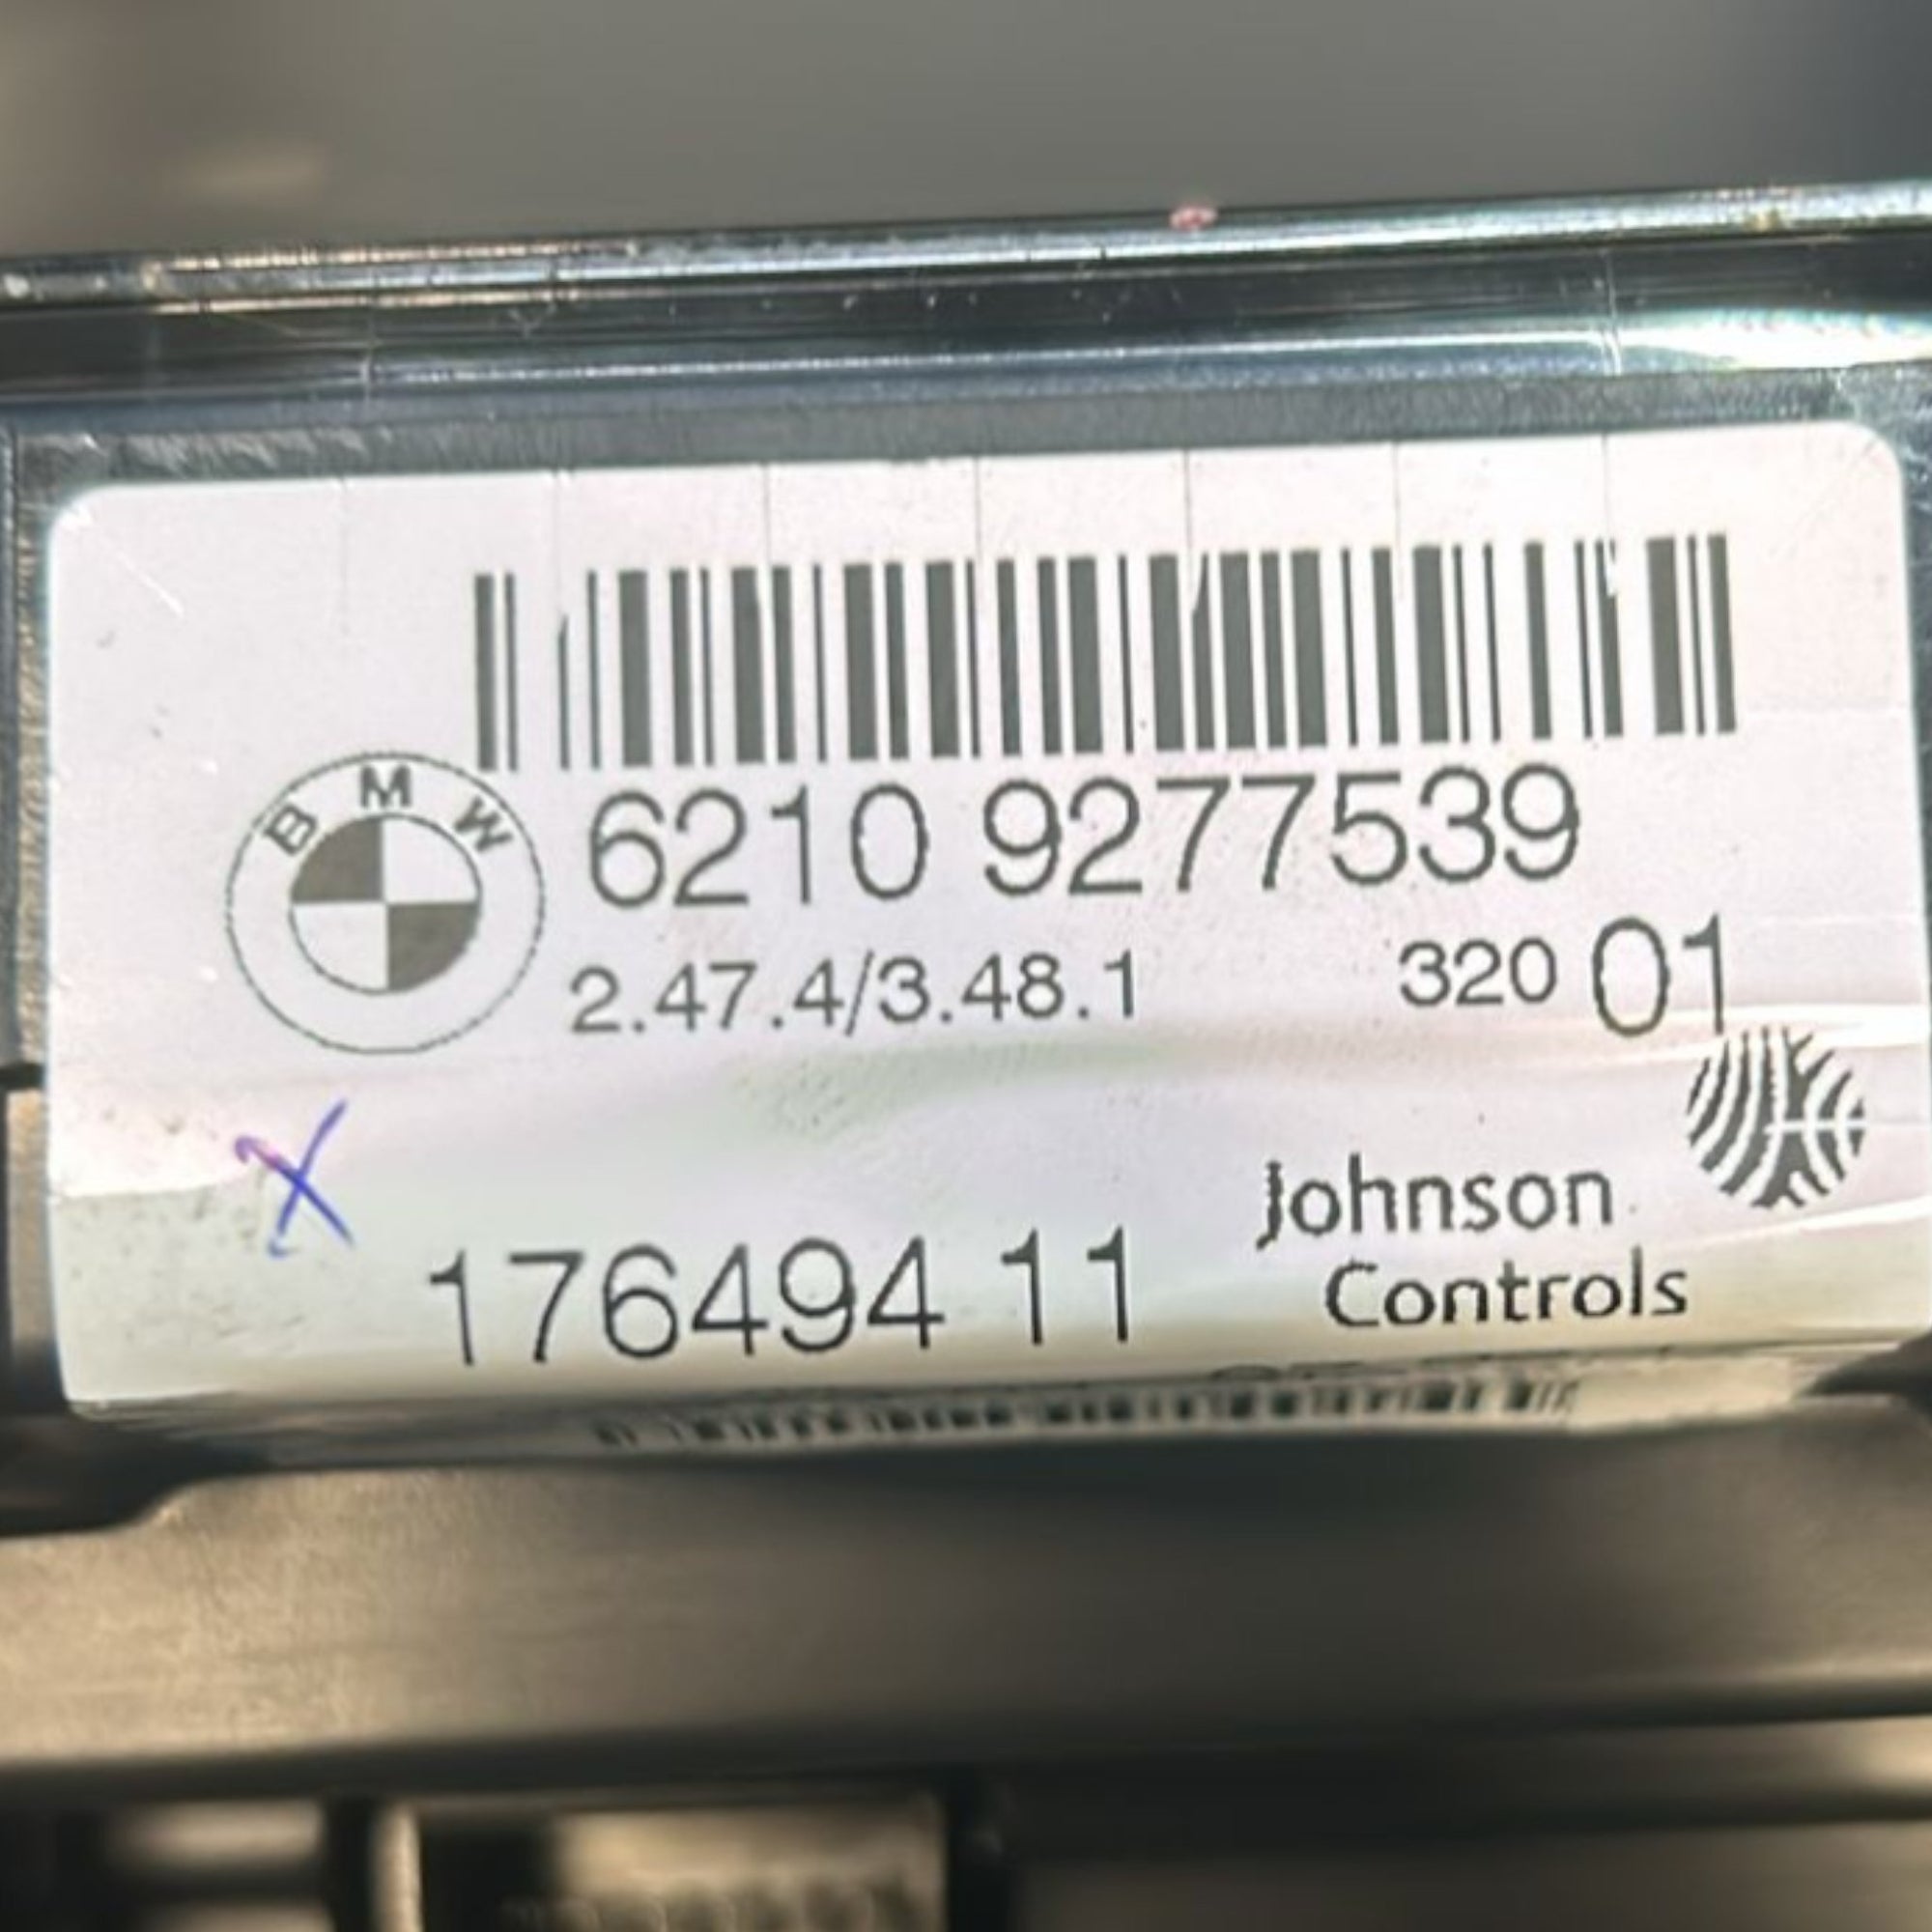 BMW
6210 9277539
2.47.4/3.48.1 320 01
X
176494 11
Johnson
Controls